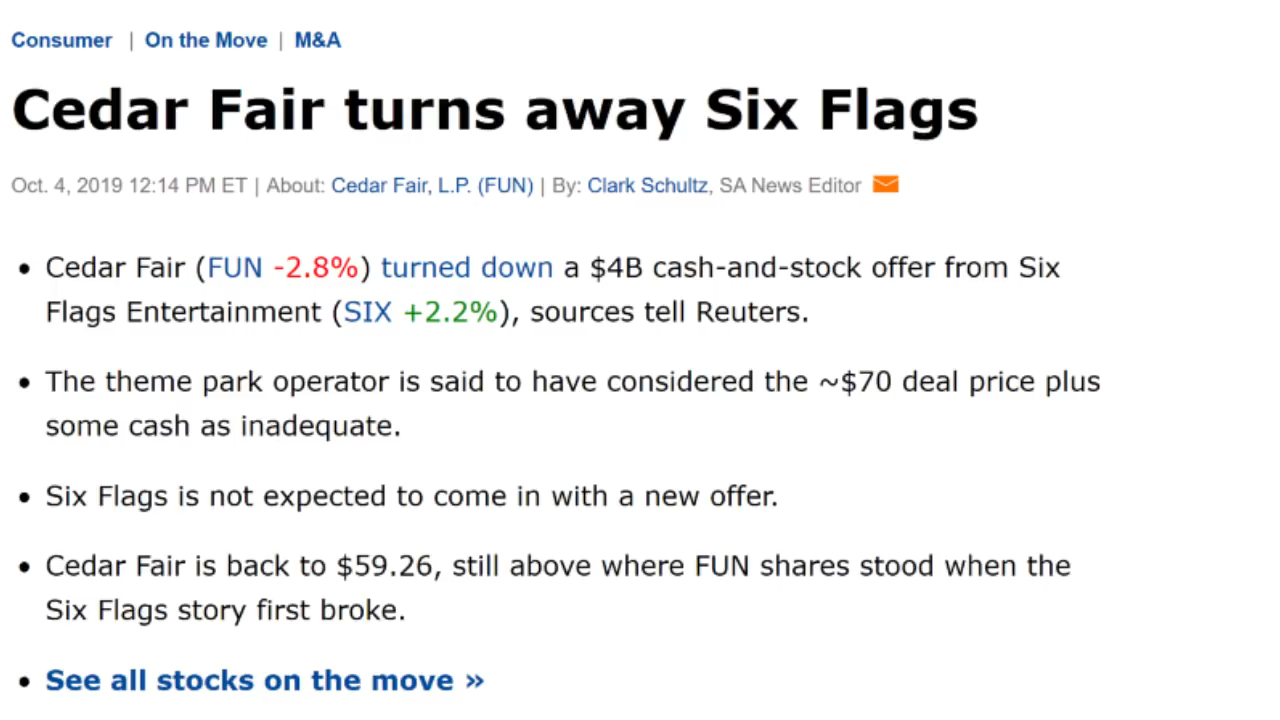 Consumer | On the Move | M&A
Cedar Fair turns away Six Flags
Oct. 4, 2019 12:14 PM ET | About: Cedar Fair, L.P. (FUN) | By: Clark Schultz, SA News Editor
• Cedar Fair (FUN -2.8%) turned down a $4B cash-and-stock offer from Six
Flags Entertainment (SIX +2.2%), sources tell Reuters.
• The theme park operator is said to have considered the ~$70 deal price plus
some cash as inadequate.
• Six Flags is not expected to come in with a new offer.
• Cedar Fair is back to $59.26, still above where FUN shares stood when the
Six Flags story first broke.
• See all stocks on the move »